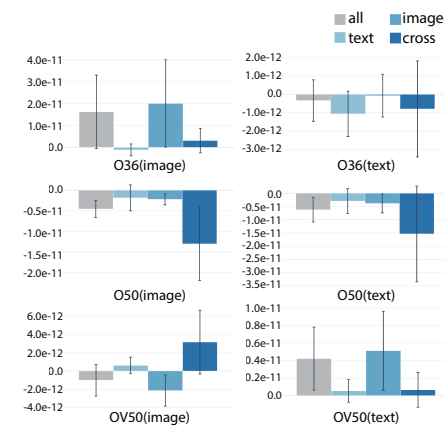 all image
text cross
4.0e-11
3.0e-11
2.0e-11
1.0e-11
0.0
O36(image)
2.0e-12
1.0e-12
0.0
-1.0e-12
-2.0e-12
-3.0e-12
O36(text)
0.0
-0.5e-11
-1.0e-11
-1.5e-11
-2.0e-11
O50(image)
0.0
-0.5e-11
-1.0e-11
-1.5e-11
-2.0e-11
-2.5e-11
-3.0e-11
-3.5e-11
O50(text)
6.0e-12
4.0e-12
2.0e-12
0.0
-2.0e-12
-4.0e-12
OV50(image)
1.0e-11
0.8e-11
0.6e-11
0.4e-11
0.2e-11
0.0
OV50(text)